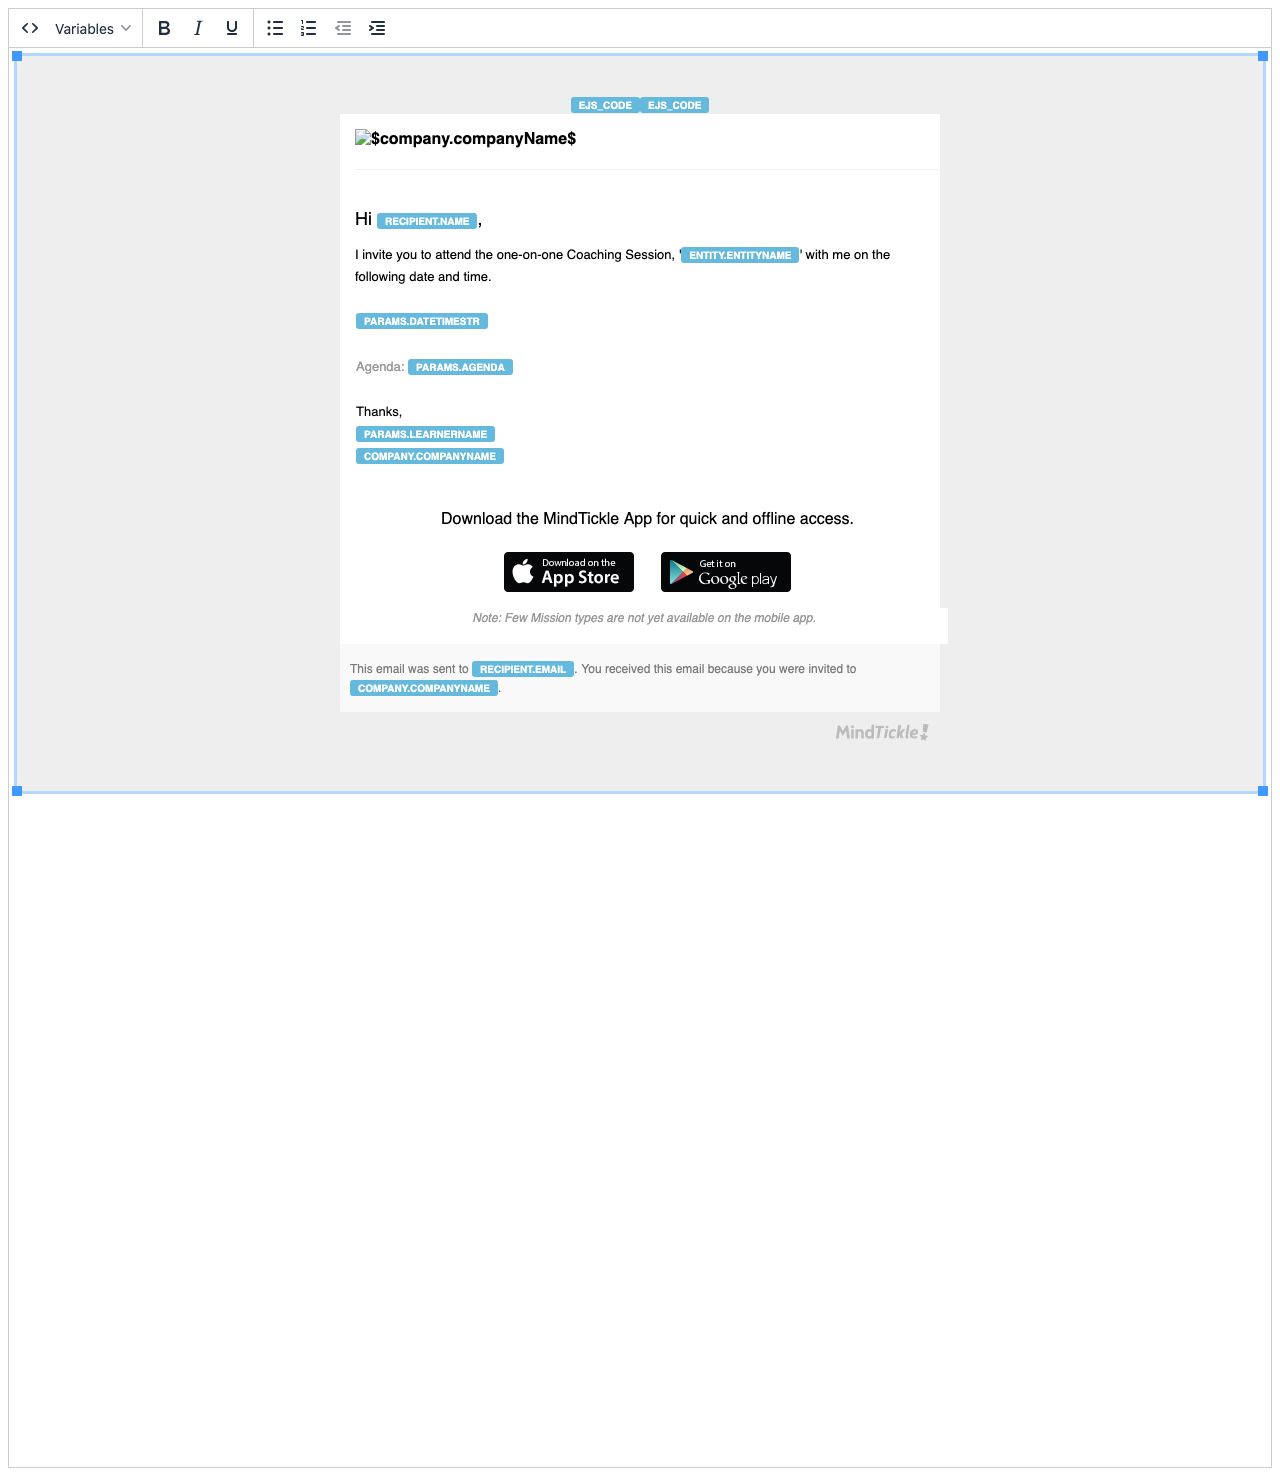 Variables
EJS_CODE EJS_CODE
$company.companyName$
Hi RECIPIENT.NAME ,
I invite you to attend the one-on-one Coaching Session, 'ENTITY.ENTITYNAME' with me on the
following date and time.
PARAMS.DATETIMESTR
Agenda: PARAMS.AGENDA
Thanks,
PARAMS.LEARNERNAME
COMPANY.COMPANYNAME
Download the MindTickle App for quick and offline access.
Download on the App Store
Get it on Google play
Note: Few Mission types are not yet available on the mobile app.
This email was sent to RECIPIENT.EMAIL. You received this email because you were invited to
COMPANY.COMPANYNAME.
MindTickle!